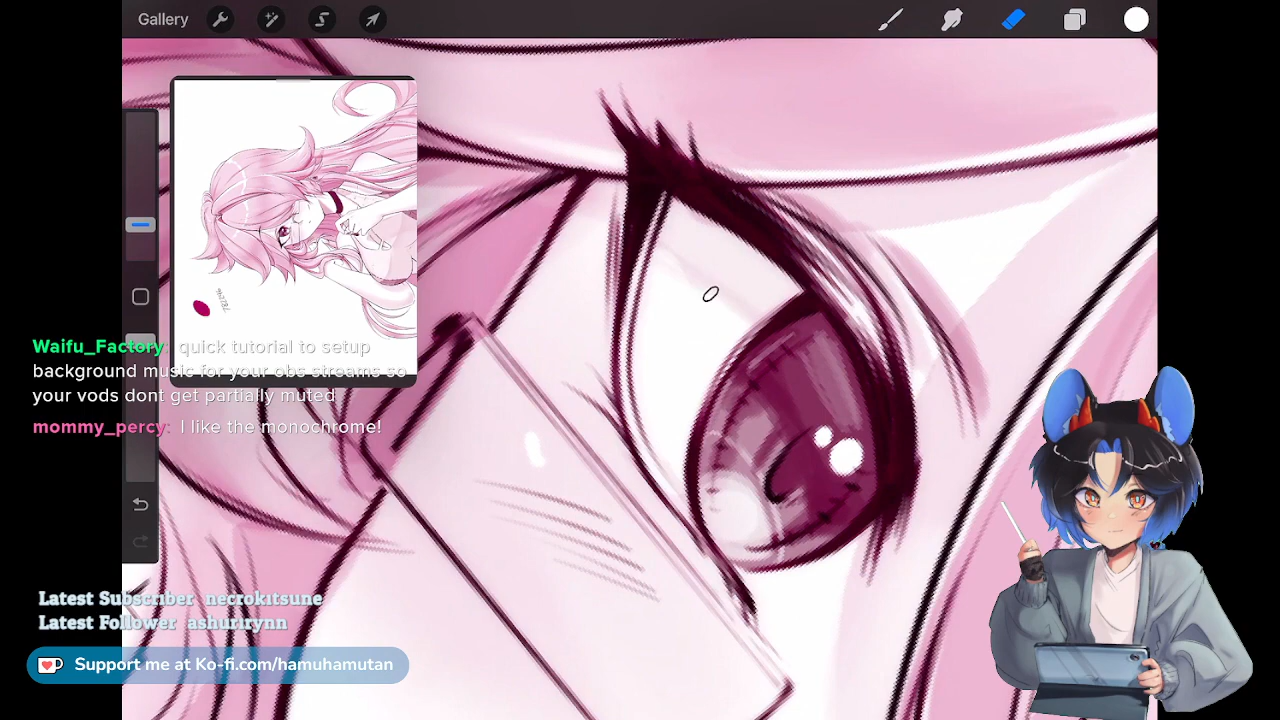 Gallery
Waifu_Factory: quick tutorial to setup
background music for your obs streams so
your vods dont get partially muted
mommy_percy: I like the monochrome!
Latest Subscriber necrokitsune
Latest Follower ashurirynn
Support me at Ko-fi.com/hamuhamutan